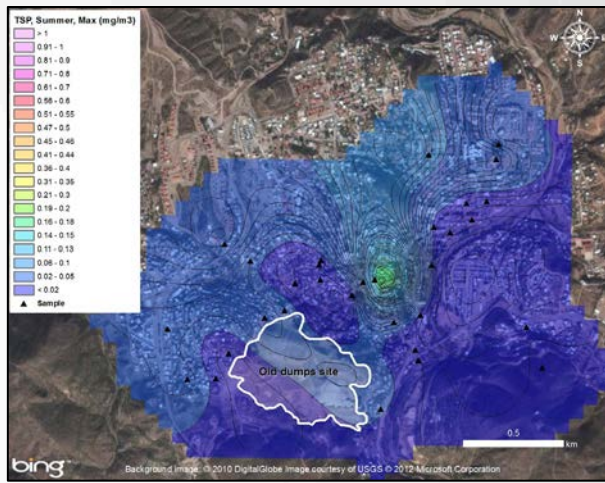 TSP, Summer, Max (mg/m3)
> 1
0.91 - 1
0.81 - 0.9
0.71 - 0.8
0.61 - 0.7
0.56 - 0.6
0.51 - 0.55
0.47 - 0.5
0.45 - 0.46
0.41 - 0.44
0.36 - 0.4
0.31 - 0.35
0.21 - 0.3
0.19 - 0.2
0.16 - 0.18
0.14 - 0.15
0.11 - 0.13
0.06 - 0.1
0.02 - 0.05
< 0.02
Sample
N
W E
S
Old dumps site
0.5
km
bing
Background image: © 2010 DigitalGlobe Image courtesy of USGS © 2012 Microsoft Corporation